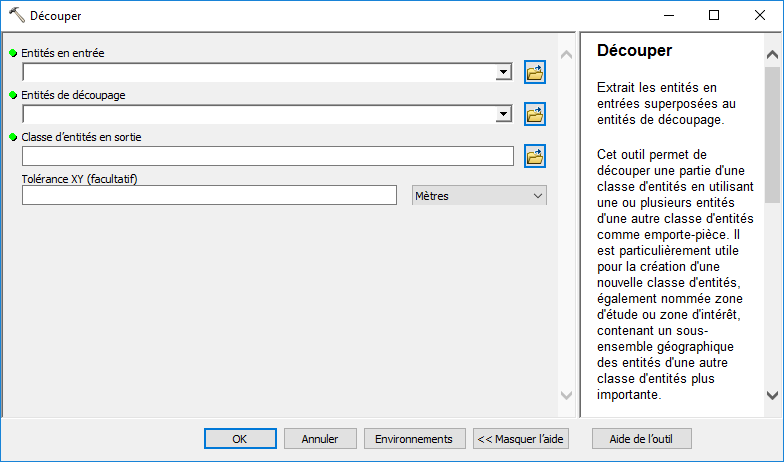 Découper
Entités en entrée
Entités de découpage
Classe d'entités en sortie
Tolérance XY (facultatif)
Mètres
Découper
Extrait les entités en
entrées superposées au
entités de découpage.
Cet outil permet de
découper une partie d'une
classe d'entités en utilisant
une ou plusieurs entités
d'une autre classe d'entités
comme emporte-pièce. Il
est particulièrement utile
pour la création d'une
nouvelle classe d'entités,
également nommée zone
d'étude ou zone d'intérêt,
contenant un sous-
ensemble géographique
des entités d'une autre
classe d'entités plus
importante.
OK
Annuler
Environnements
<< Masquer l'aide
Aide de l'outil